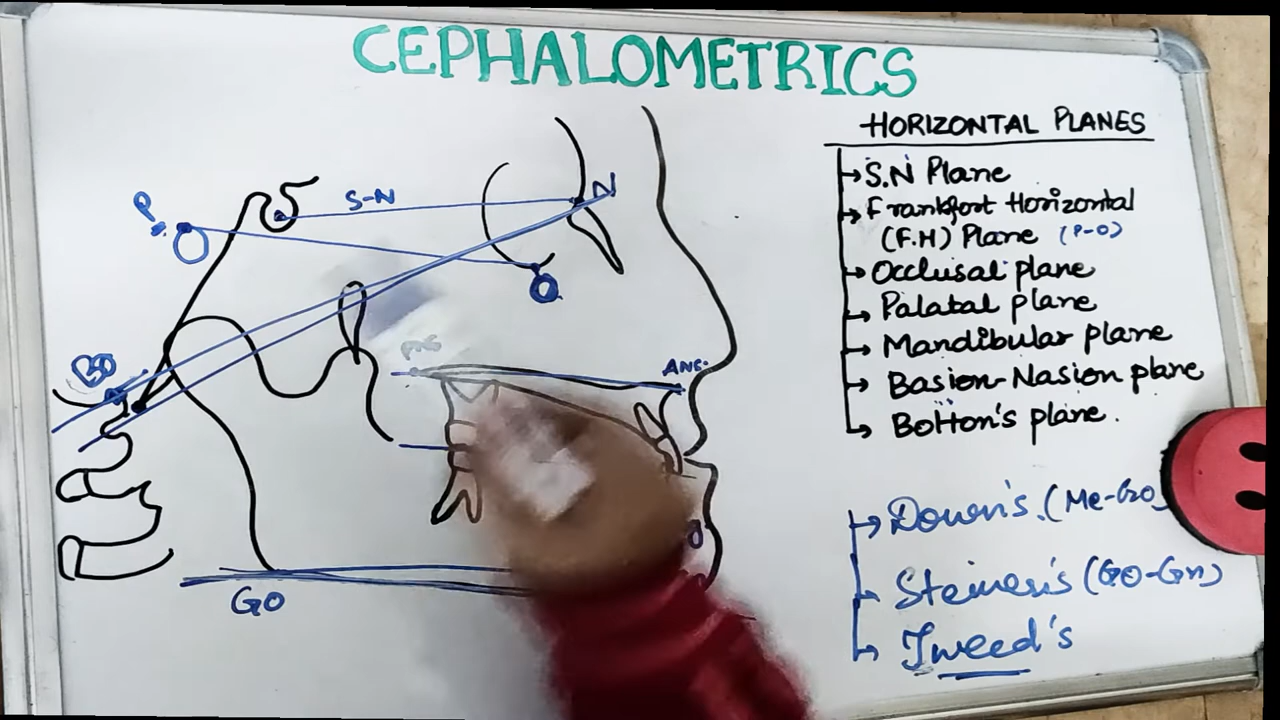 CEPHALOMETRICS
HORIZONTAL PLANES
S.N Plane
Frankfort Horizontal
(F.H) Plane (P-O)
Occlusal plane
Palatal plane
Mandibular plane
Basion-Nasion plane
Bolton's plane.
Down's. (Me-Go)
Steiner's (GO-Gn)
Tweed's
P
S-N
N
O
BO
PNS
ANS
GO